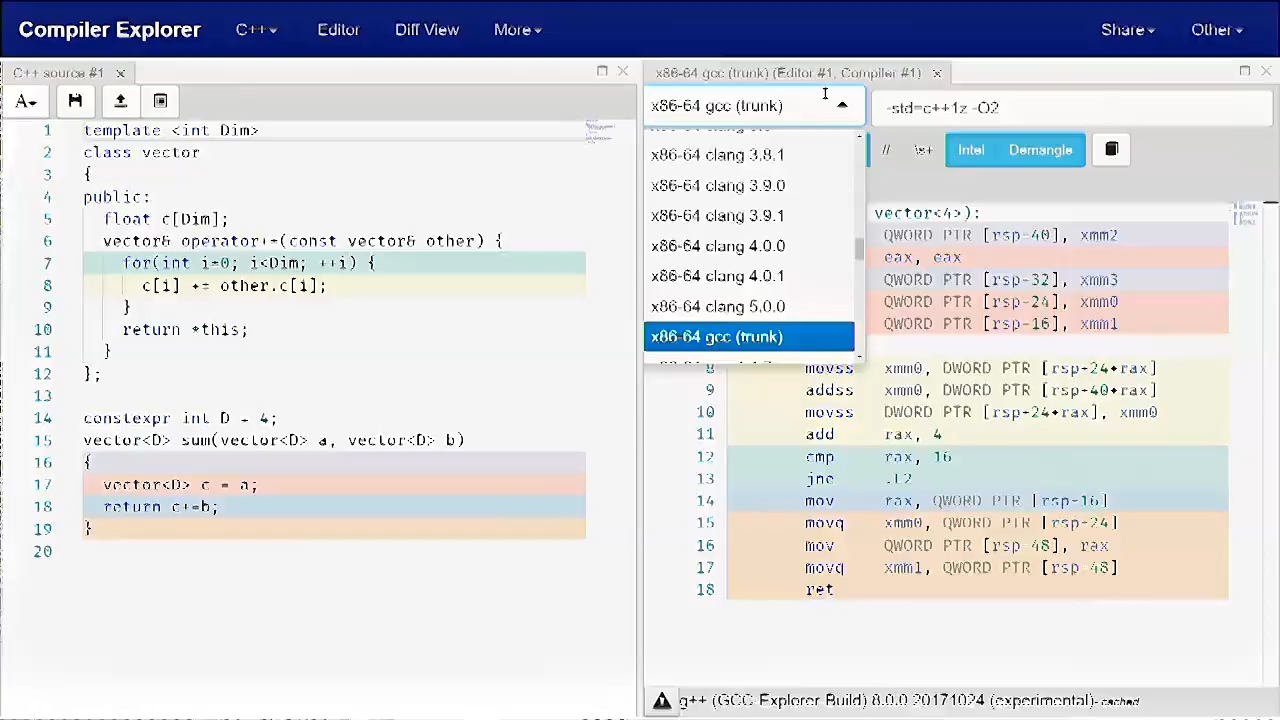 Compiler Explorer C++ Editor Diff View More Share Other
C++ source #1
x86-64 gcc (trunk) (Editor #1, Compiler #1)
A
x86-64 gcc (trunk)
-std=c++1z -O2
// \s+ Intel Demangle
x86-64 clang 3.8.1
x86-64 clang 3.9.0
x86-64 clang 3.9.1
x86-64 clang 4.0.0
x86-64 clang 4.0.1
x86-64 clang 5.0.0
x86-64 gcc (trunk)
1 template <int Dim>
2 class vector
3 {
4 public:
5 float c[Dim];
6 vector& operator+=(const vector& other) {
7 for(int i=0; i<Dim; ++i) {
8 c[i] += other.c[i];
9 }
10 return *this;
11 }
12 };
13
14 constexpr int D = 4;
15 vector<D> sum(vector<D> a, vector<D> b)
16 {
17 vector<D> c = a;
18 return c+=b;
19 }
20
vector<4>):
QWORD PTR [rsp-40], xmm2
eax, eax
QWORD PTR [rsp-32], xmm3
QWORD PTR [rsp-24], xmm0
QWORD PTR [rsp-16], xmm1
8 movss xmm0, DWORD PTR [rsp-24+rax]
9 addss xmm0, DWORD PTR [rsp-40+rax]
10 movss DWORD PTR [rsp-24+rax], xmm0
11 add rax, 4
12 cmp rax, 16
13 jne .L2
14 mov rax, QWORD PTR [rsp-16]
15 movq xmm0, QWORD PTR [rsp-24]
16 mov QWORD PTR [rsp-48], rax
17 movq xmm1, QWORD PTR [rsp-48]
18 ret
g++ (GCC Explorer Build) 8.0.0 20171024 (experimental) -cached